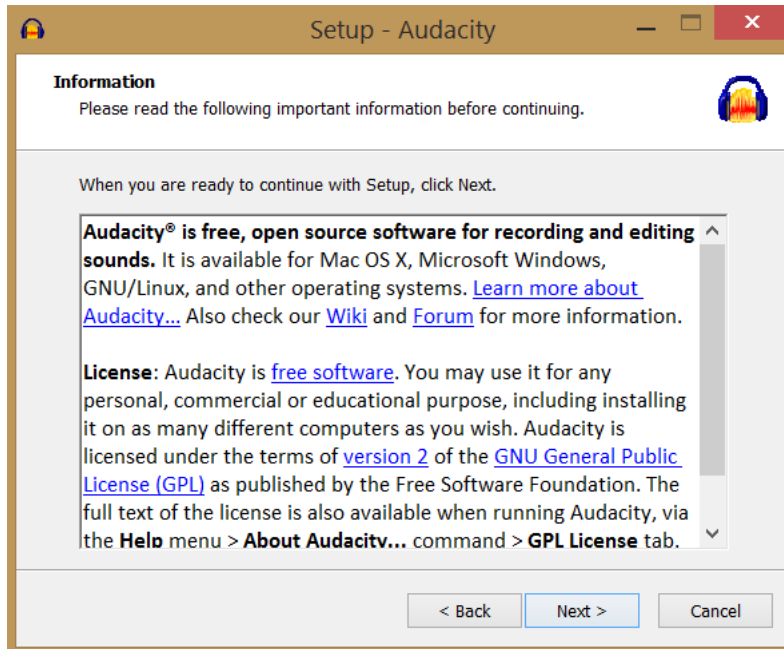 Setup - Audacity
Information
Please read the following important information before continuing.
When you are ready to continue with Setup, click Next.
Audacity® is free, open source software for recording and editing
sounds. It is available for Mac OS X, Microsoft Windows,
GNU/Linux, and other operating systems. Learn more about
Audacity... Also check our Wiki and Forum for more information.
License: Audacity is free software. You may use it for any
personal, commercial or educational purpose, including installing
it on as many different computers as you wish. Audacity is
licensed under the terms of version 2 of the GNU General Public
License (GPL) as published by the Free Software Foundation. The
full text of the license is also available when running Audacity, via
the Help menu > About Audacity... command > GPL License tab.
< Back Next > Cancel